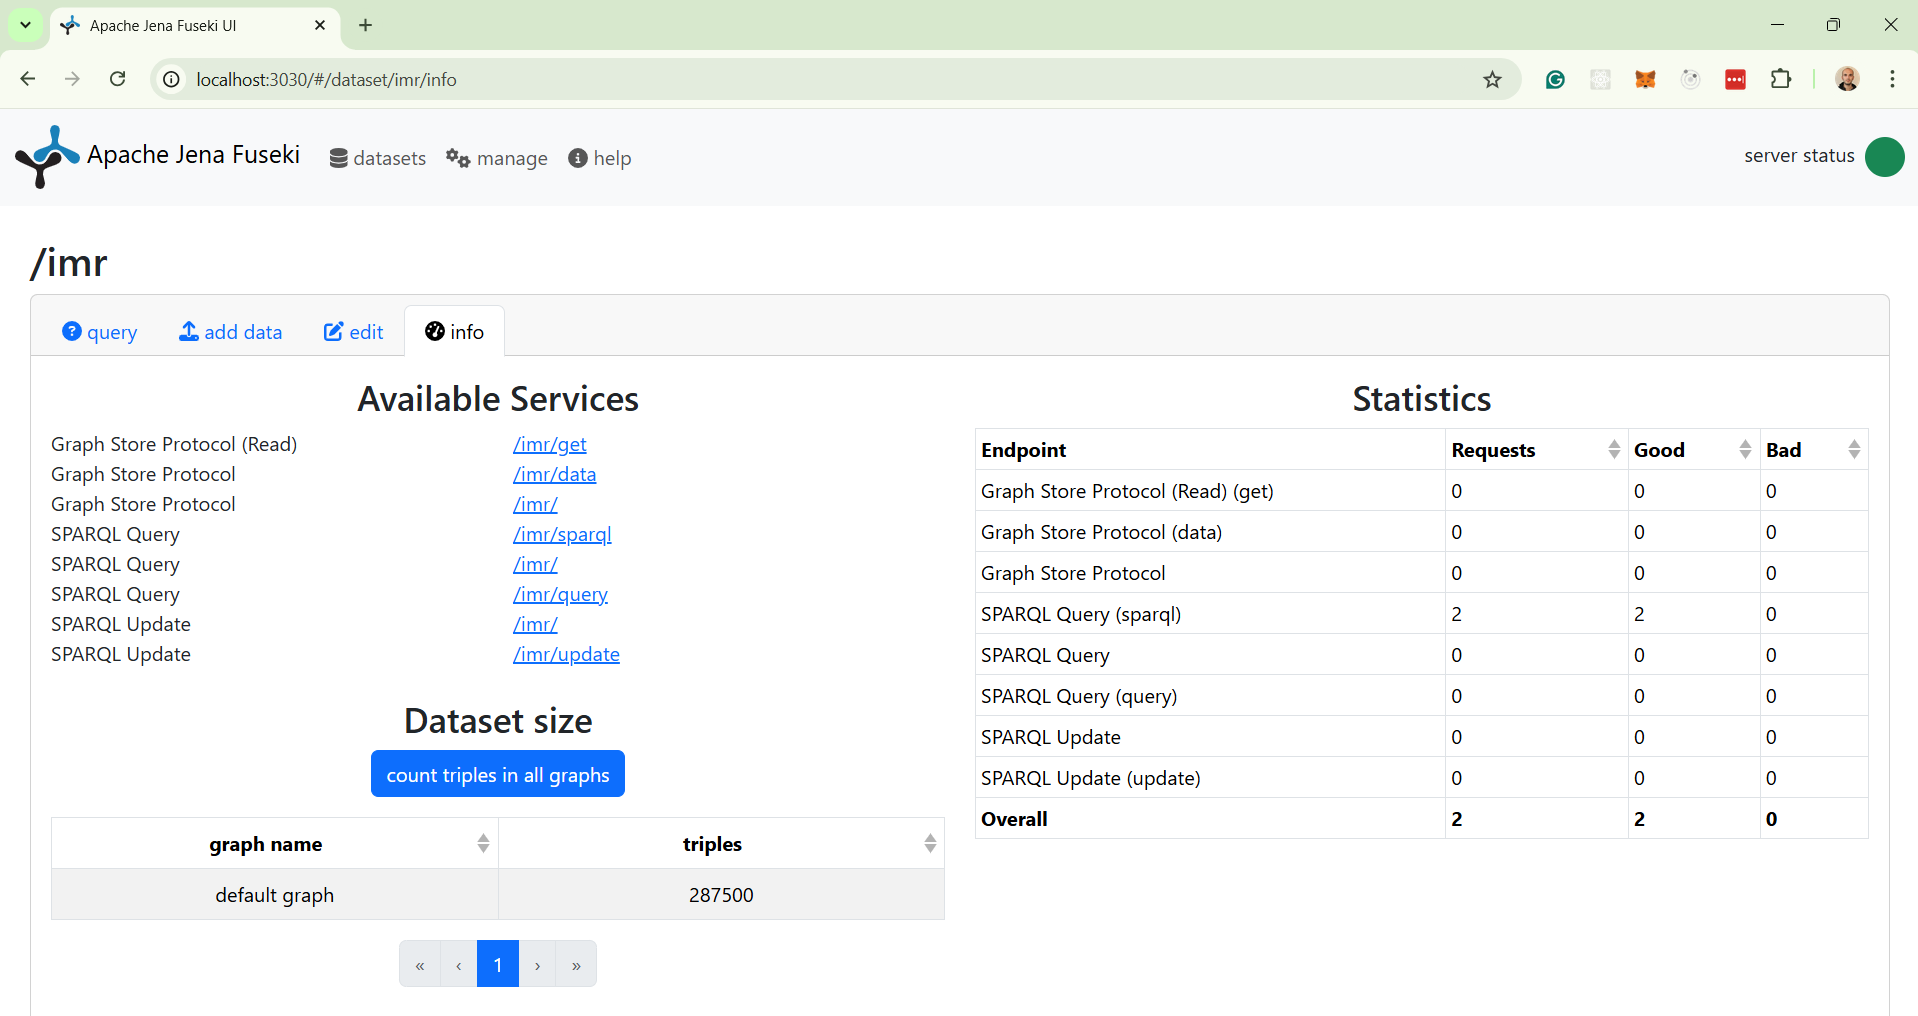 Apache Jena Fuseki UI
localhost:3030/#/dataset/imr/info
Apache Jena Fuseki
datasets
manage
help
server status
/imr
query
add data
edit
info
Available Services
Graph Store Protocol (Read) /imr/get
Graph Store Protocol /imr/data
Graph Store Protocol /imr/
SPARQL Query /imr/sparql
SPARQL Query /imr/
SPARQL Query /imr/query
SPARQL Update /imr/
SPARQL Update /imr/update
Dataset size
count triples in all graphs
graph name triples
default graph 287500
« ‹ 1 › »
Statistics
Endpoint Requests Good Bad
Graph Store Protocol (Read) (get) 0 0 0
Graph Store Protocol (data) 0 0 0
Graph Store Protocol 0 0 0
SPARQL Query (sparql) 2 2 0
SPARQL Query 0 0 0
SPARQL Query (query) 0 0 0
SPARQL Update 0 0 0
SPARQL Update (update) 0 0 0
Overall 2 2 0